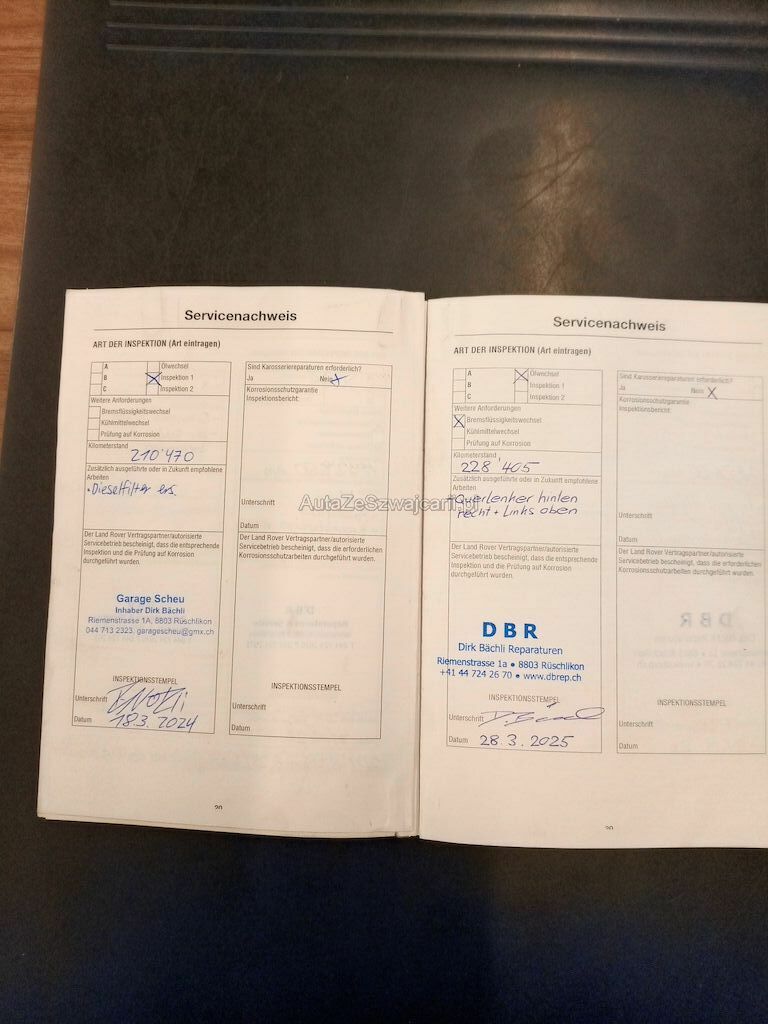 Servicenachweis
ART DER INSPEKTION (Art eintragen)
A Ölwechsel
B Inspektion 1
C Inspektion 2
Weitere Anforderungen
Bremsflüssigkeitswechsel
Kühlmittelwechsel
Prüfung auf Korrosion
Kilometerstand
210'470
Zusätzlich ausgeführte oder in Zukunft empfohlene
Arbeiten
• Dieselfilter ers.
Der Land Rover Vertragspartner/autorisierte
Servicebetrieb bescheinigt, dass die entsprechende
Inspektion und die Prüfung auf Korrosion
durchgeführt wurden.
Garage Scheu
Inhaber Dirk Bächli
Riemenstrasse 1A, 8803 Rüschlikon
044 713 2323, garagescheu@gmx.ch
INSPEKTIONSSTEMPEL
Unterschrift
Datum 18.3.2024
Sind Karosseriereparaturen erforderlich?
Ja Nein
Korrosionsschutzgarantie
Inspektionsbericht:
Unterschrift
Datum
Der Land Rover Vertragspartner/autorisierte
Servicebetrieb bescheinigt, dass die erforderlichen
Korrosionsschutzarbeiten durchgeführt wurden.
INSPEKTIONSSTEMPEL
Unterschrift
Datum
Servicenachweis
ART DER INSPEKTION (Art eintragen)
A Ölwechsel
B Inspektion 1
C Inspektion 2
Weitere Anforderungen
Bremsflüssigkeitswechsel
Kühlmittelwechsel
Prüfung auf Korrosion
Kilometerstand
228'405
Zusätzlich ausgeführte oder in Zukunft empfohlene
Arbeiten
Querlenker hinten
recht + Links oben
Der Land Rover Vertragspartner/autorisierte
Servicebetrieb bescheinigt, dass die entsprechende
Inspektion und die Prüfung auf Korrosion
durchgeführt wurden.
DBR
Dirk Bächli Reparaturen
Riemenstrasse 1a • 8803 Rüschlikon
+41 44 724 26 70 • www.dbrep.ch
INSPEKTIONSSTEMPEL
Unterschrift
Datum 28.3.2025
Sind Karosseriereparaturen erforderlich?
Ja Nein
Korrosionsschutzgarantie
Inspektionsbericht:
Unterschrift
Datum
Der Land Rover Vertragspartner/autorisierte
Servicebetrieb bescheinigt, dass die erforderlichen
Korrosionsschutzarbeiten durchgeführt wurden.
INSPEKTIONSSTEMPEL
Unterschrift
Datum
AutaZeSzwajcarii.pl